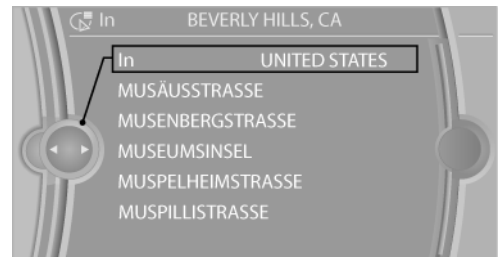 In BEVERLY HILLS, CA
In UNITED STATES
MUSÄUSSTRASSE
MUSENBERGSTRASSE
MUSEUMSINSEL
MUSPELHEIMSTRASSE
MUSPILLISTRASSE